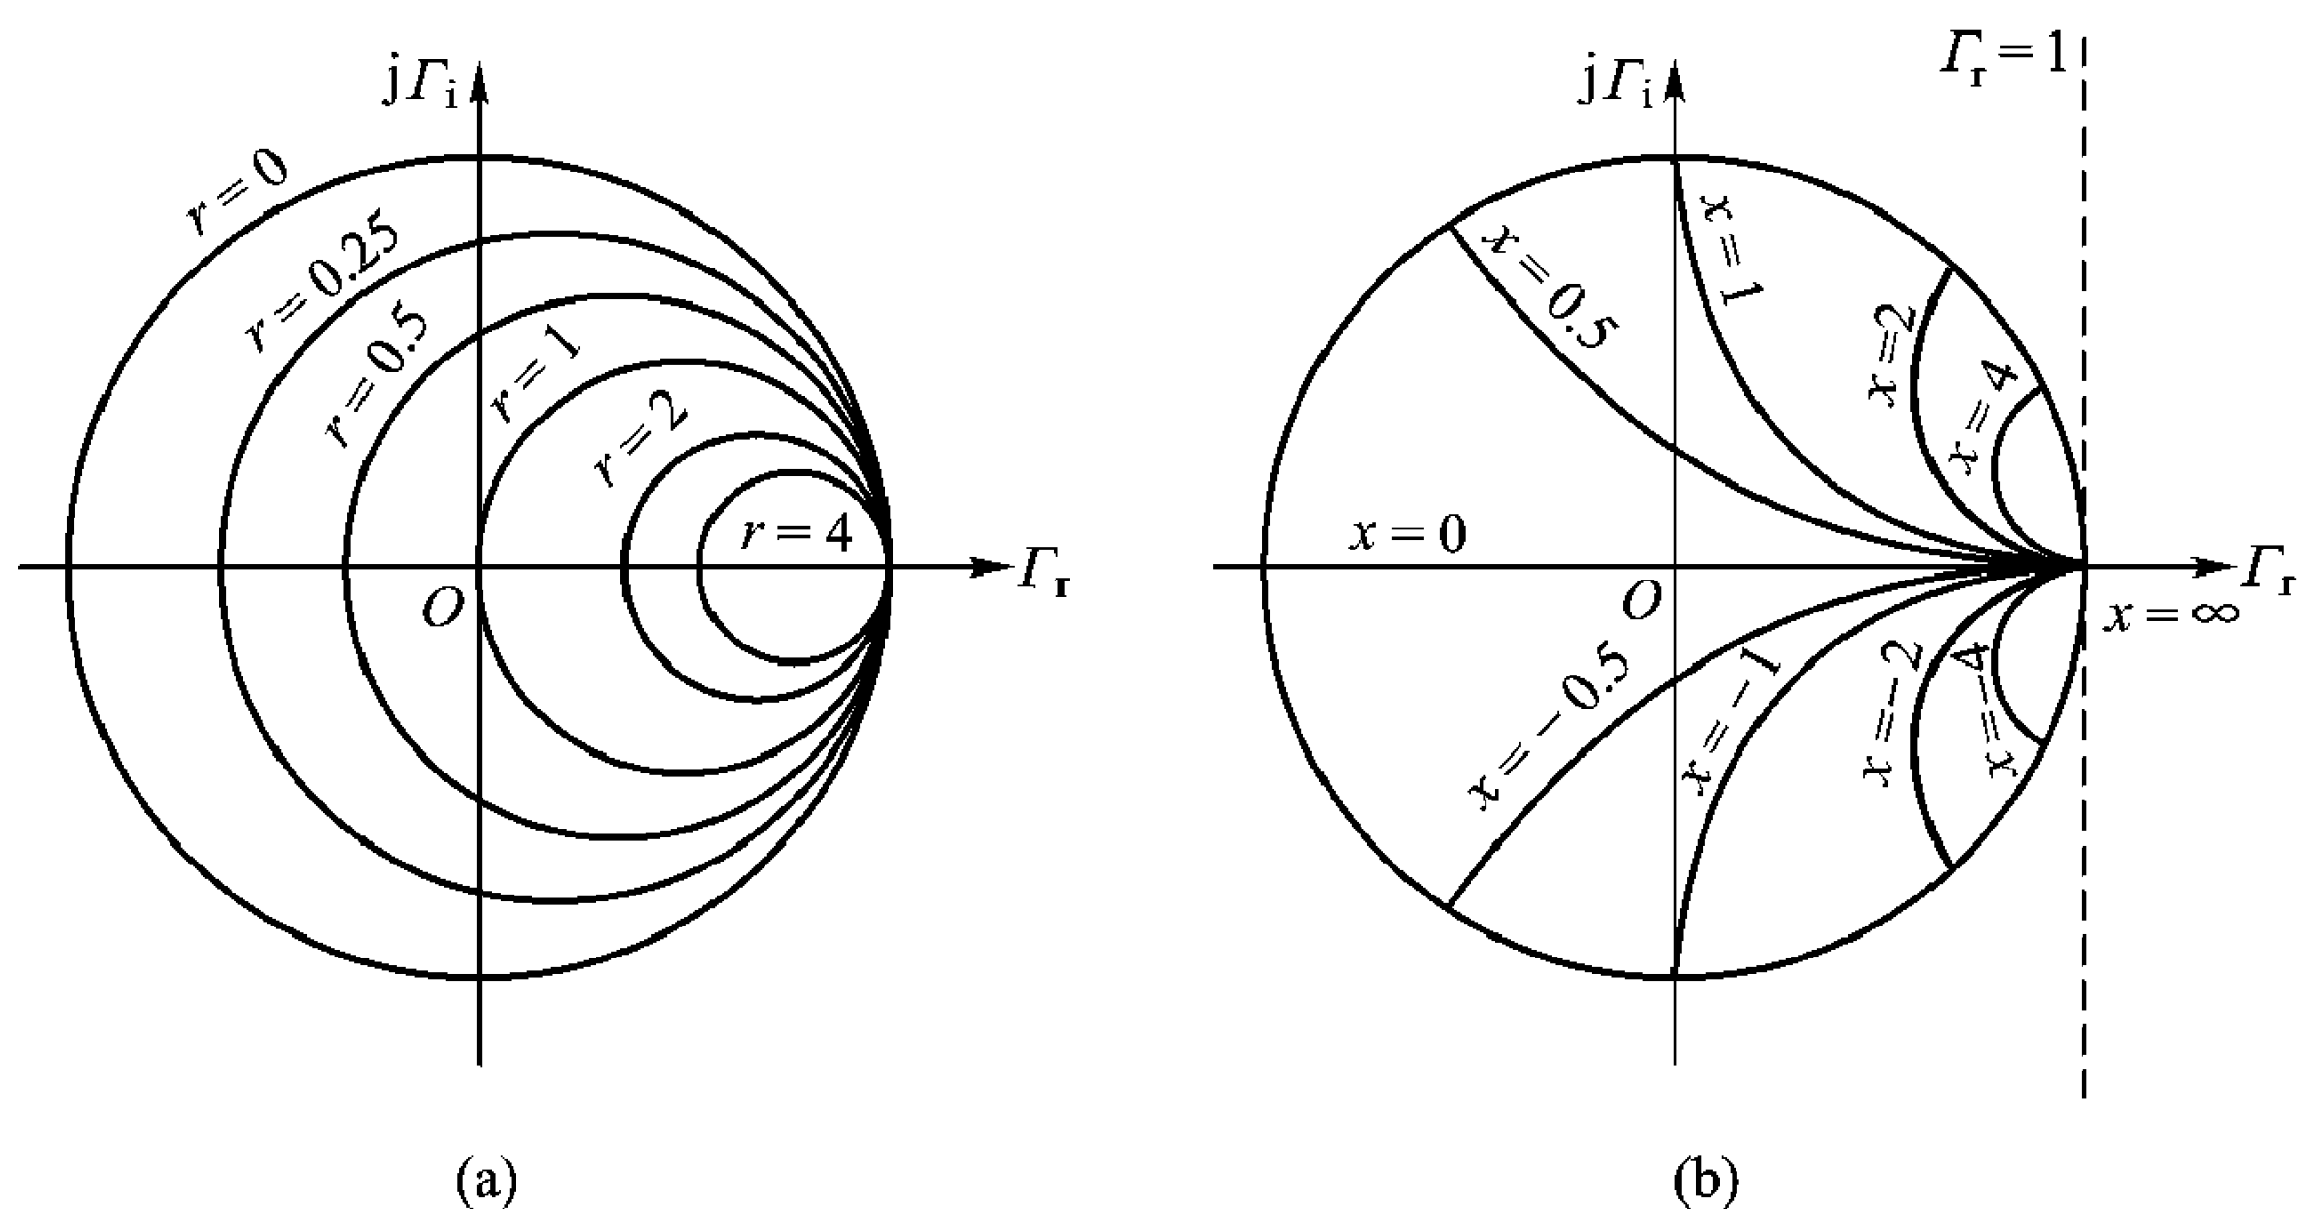 jΓi
r=0
r=0.25
r=0.5
r=1
r=2
r=4
O
Γr
(a)
jΓi
Γr=1
x=0.5
x=1
x=2
x=4
x=0
O
Γr
x=∞
x=-0.5
x=-1
x=-2
x=-4
(b)